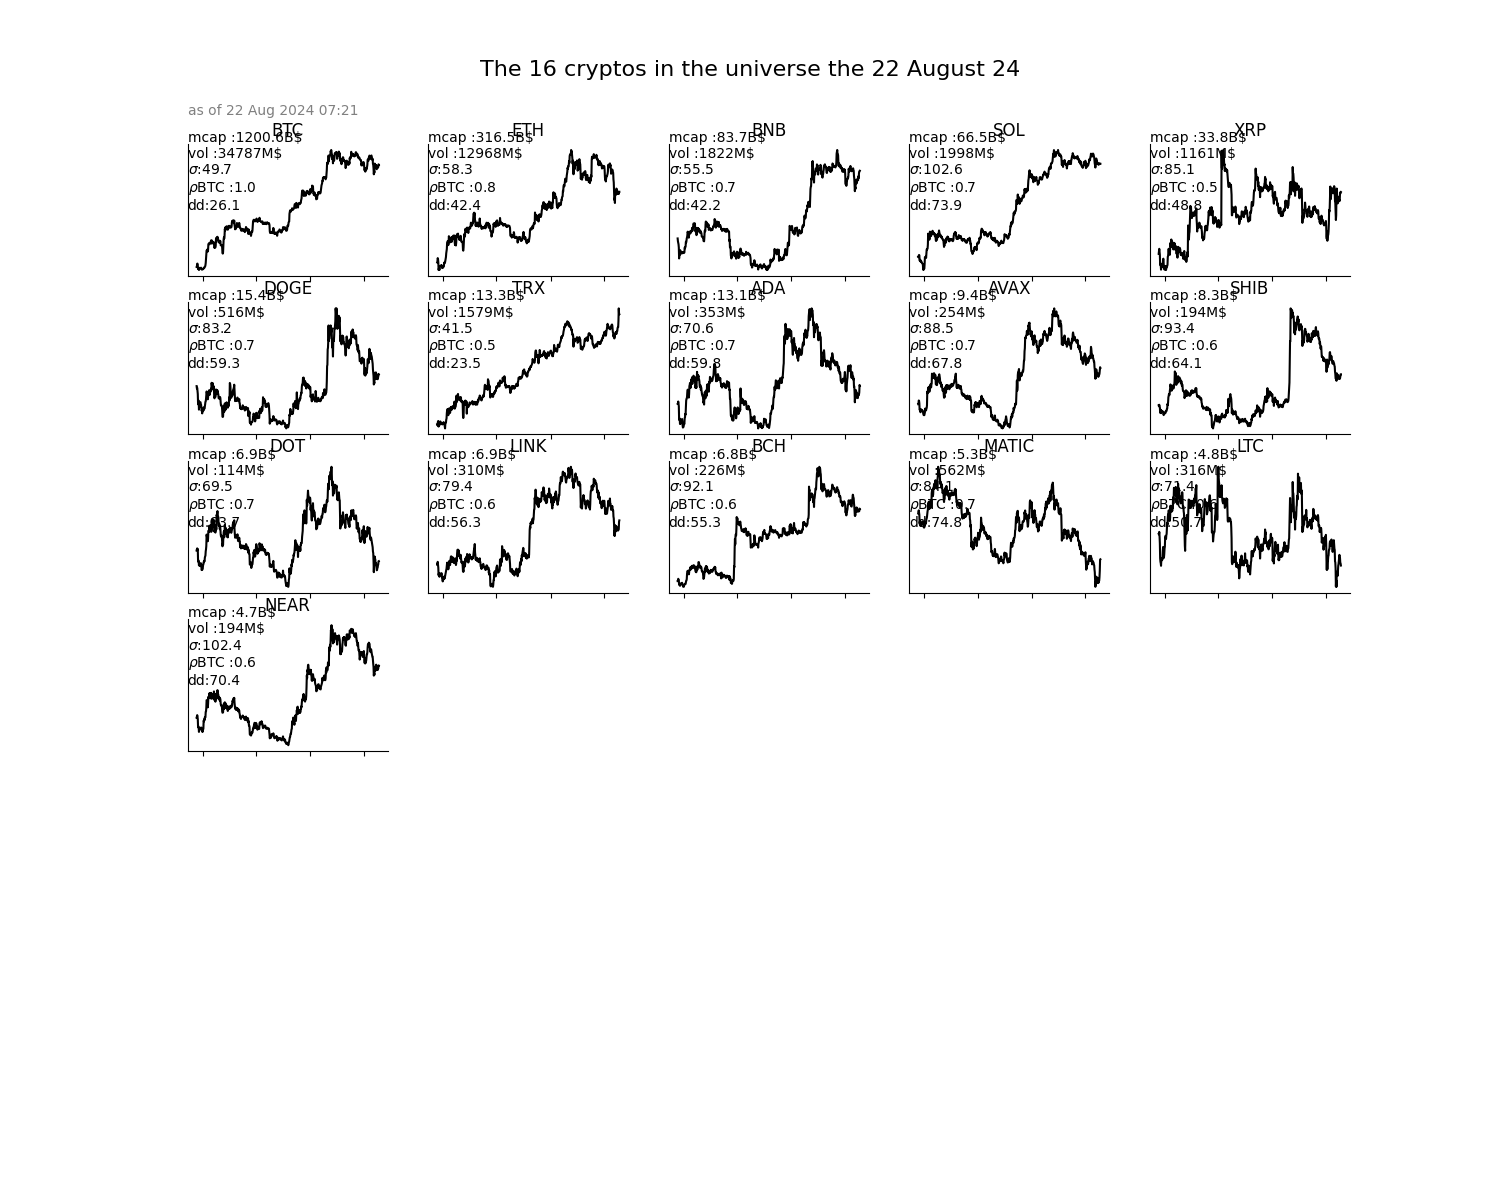 The 16 cryptos in the universe the 22 August 24
as of 22 Aug 2024 07:21
BTC
mcap :1200.6B$
vol :34787M$
σ:49.7
ρBTC :1.0
dd:26.1
ETH
mcap :316.5B$
vol :12968M$
σ:58.3
ρBTC :0.8
dd:42.4
BNB
mcap :83.7B$
vol :1822M$
σ:55.5
ρBTC :0.7
dd:42.2
SOL
mcap :66.5B$
vol :1998M$
σ:102.6
ρBTC :0.7
dd:73.9
XRP
mcap :33.8B$
vol :1161M$
σ:85.1
ρBTC :0.5
dd:48.8
DOGE
mcap :15.4B$
vol :516M$
σ:83.2
ρBTC :0.7
dd:59.3
TRX
mcap :13.3B$
vol :1579M$
σ:41.5
ρBTC :0.5
dd:23.5
ADA
mcap :13.1B$
vol :353M$
σ:70.6
ρBTC :0.7
dd:59.8
AVAX
mcap :9.4B$
vol :254M$
σ:88.5
ρBTC :0.7
dd:67.8
SHIB
mcap :8.3B$
vol :194M$
σ:93.4
ρBTC :0.6
dd:64.1
DOT
mcap :6.9B$
vol :114M$
σ:69.5
ρBTC :0.7
LINK
mcap :6.9B$
vol :310M$
σ:79.4
ρBTC :0.6
dd:56.3
BCH
mcap :6.8B$
vol :226M$
σ:92.1
ρBTC :0.6
dd:55.3
MATIC
mcap :5.3B$
vol :562M$
ρBTC :0.7
dd:74.8
LTC
mcap :4.8B$
vol :316M$
σ:71.4
dd:50.7
NEAR
mcap :4.7B$
vol :194M$
σ:102.4
ρBTC :0.6
dd:70.4